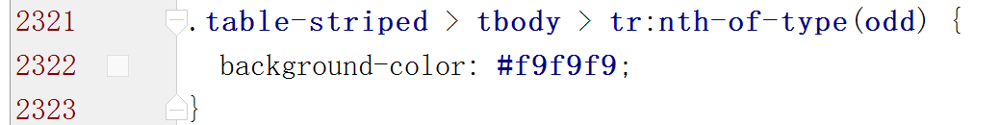 2321 .table-striped > tbody > tr:nth-of-type(odd) {
2322 background-color: #f9f9f9;
2323 }